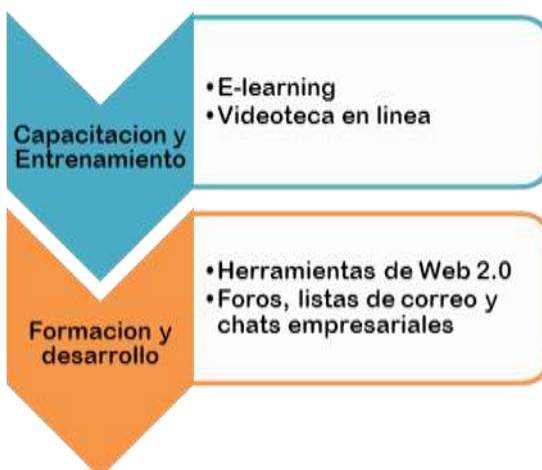 Capacitacion y
Entrenamiento
•E-learning
•Videoteca en linea
Formacion y
desarrollo
•Herramientas de Web 2.0
•Foros, listas de correo y
chats empresariales